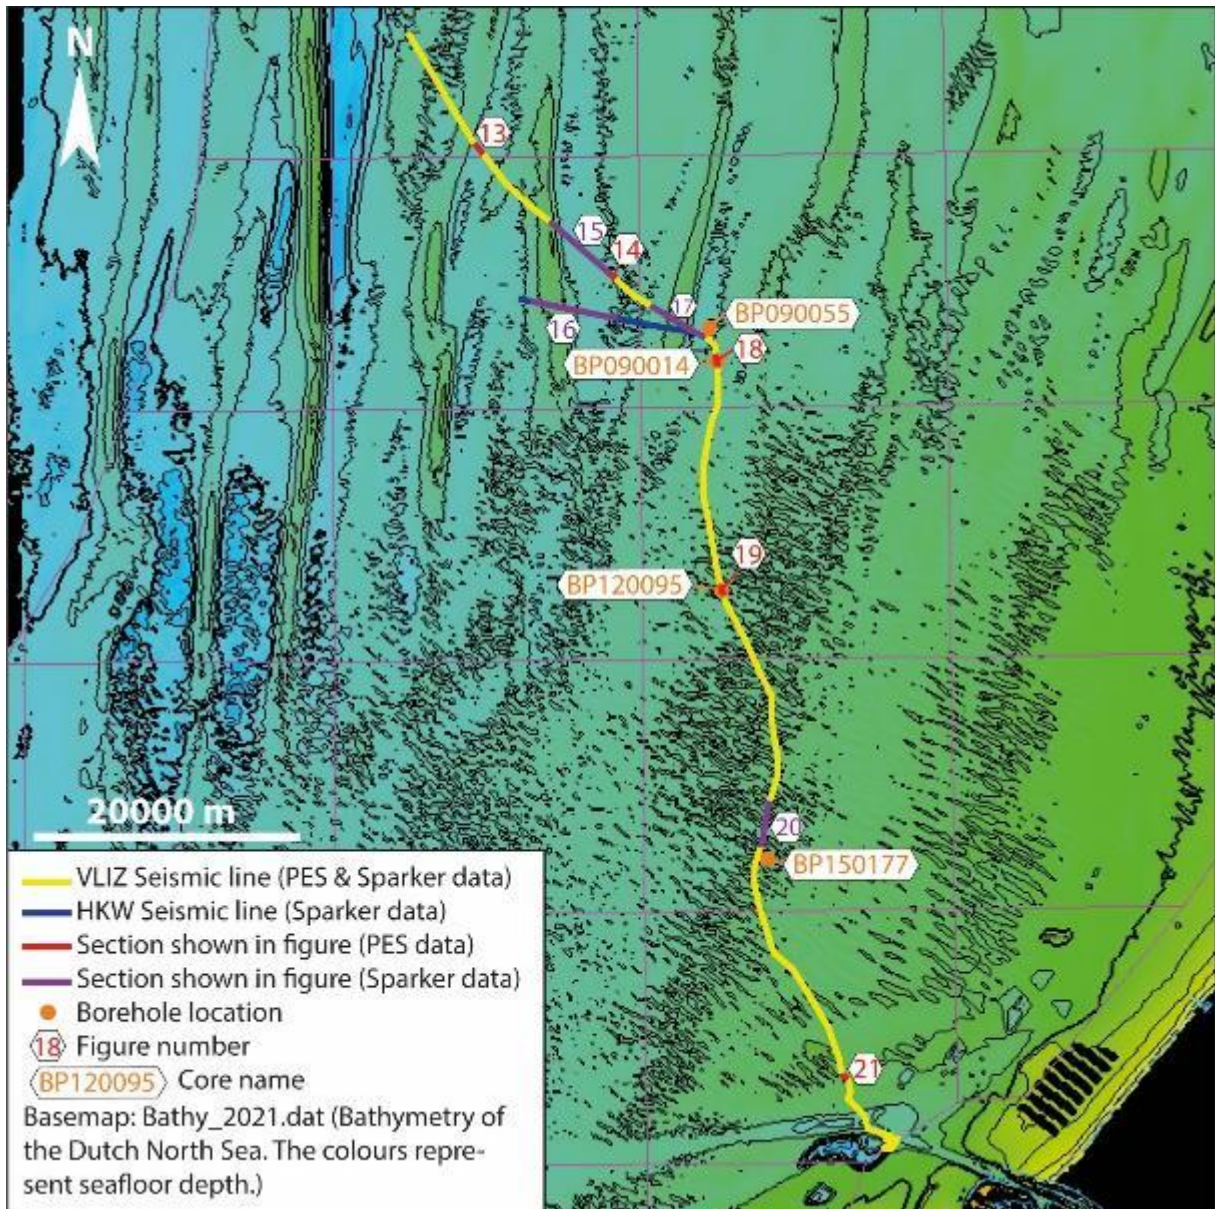 N
13
15
14
17
BP090055
16
18
BP090014
19
BP120095
20000 m
20
BP150177
VLIZ Seismic line (PES & Sparker data)
HKW Seismic line (Sparker data)
Section shown in figure (PES data)
Section shown in figure (Sparker data)
Borehole location
18 Figure number
BP120095 Core name
21
Basemap: Bathy_2021.dat (Bathymetry of
the Dutch North Sea. The colours repre-
sent seafloor depth.)